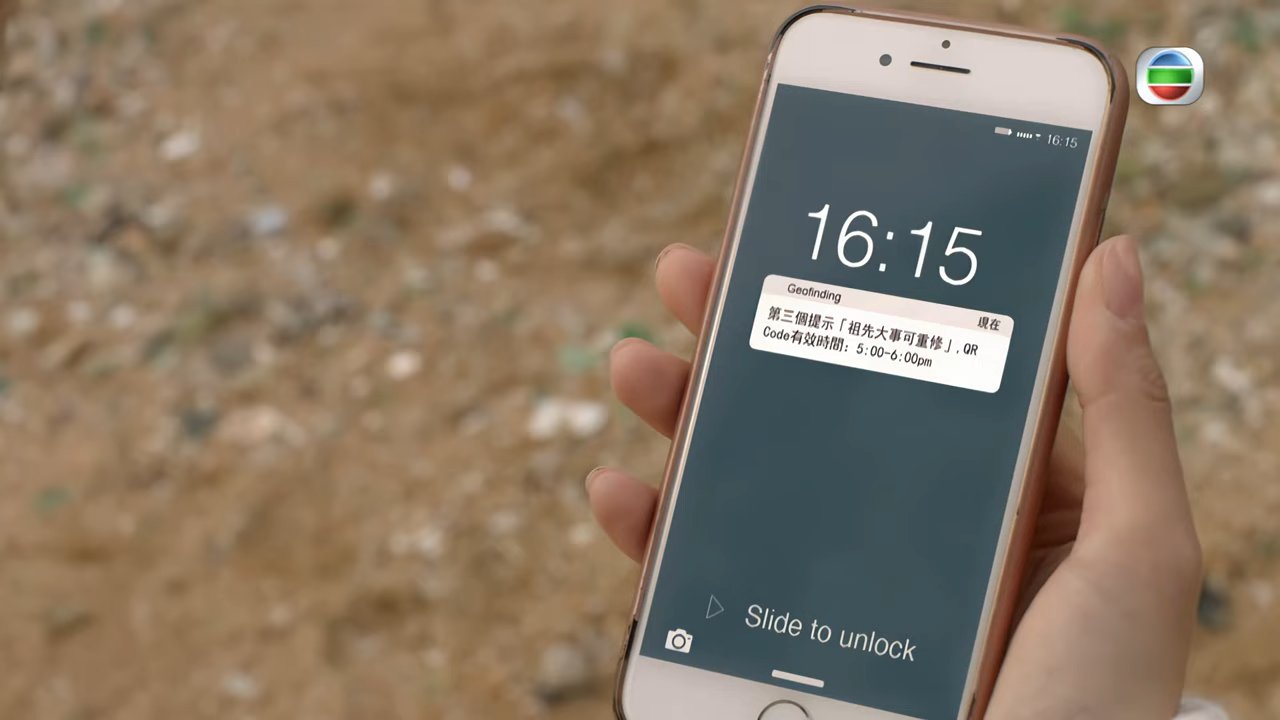 16:15
16:15
Geofinding
現在
第三個提示「祖先大事可重修」, QR
Code有效時間: 5:00-6:00pm
Slide to unlock